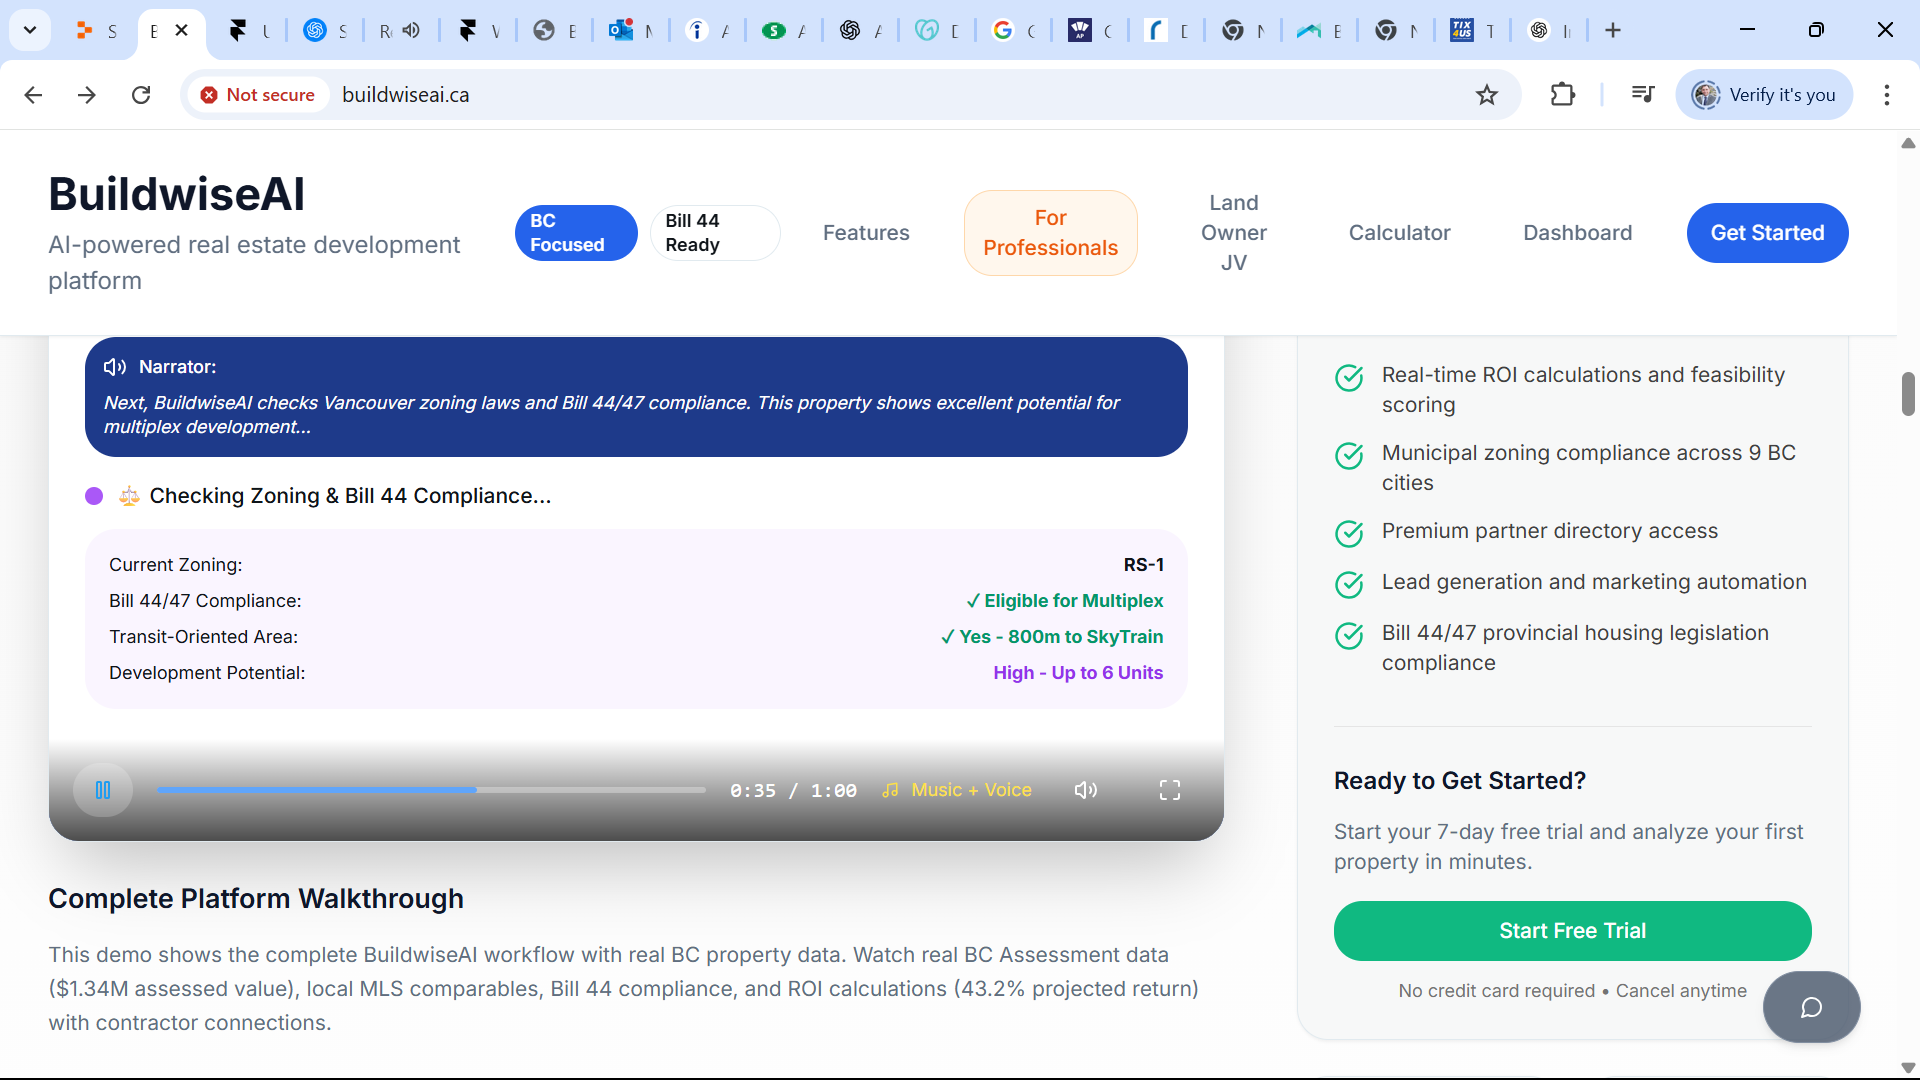 Not secure
buildwiseai.ca
Verify it's you
BuildwiseAI
AI-powered real estate development
platform
BC
Focused
Bill 44
Ready
Features
For
Professionals
Land
Owner
JV
Calculator
Dashboard
Get Started
Narrator:
Next, BuildwiseAI checks Vancouver zoning laws and Bill 44/47 compliance. This property shows excellent potential for
multiplex development...
Checking Zoning & Bill 44 Compliance...
Current Zoning:
RS-1
Bill 44/47 Compliance:
✓ Eligible for Multiplex
Transit-Oriented Area:
✓ Yes - 800m to SkyTrain
Development Potential:
High - Up to 6 Units
0:35 / 1:00
Music + Voice
Complete Platform Walkthrough
This demo shows the complete BuildwiseAI workflow with real BC property data. Watch real BC Assessment data
($1.34M assessed value), local MLS comparables, Bill 44 compliance, and ROI calculations (43.2% projected return)
with contractor connections.
Real-time ROI calculations and feasibility
scoring
Municipal zoning compliance across 9 BC
cities
Premium partner directory access
Lead generation and marketing automation
Bill 44/47 provincial housing legislation
compliance
Ready to Get Started?
Start your 7-day free trial and analyze your first
property in minutes.
Start Free Trial
No credit card required • Cancel anytime